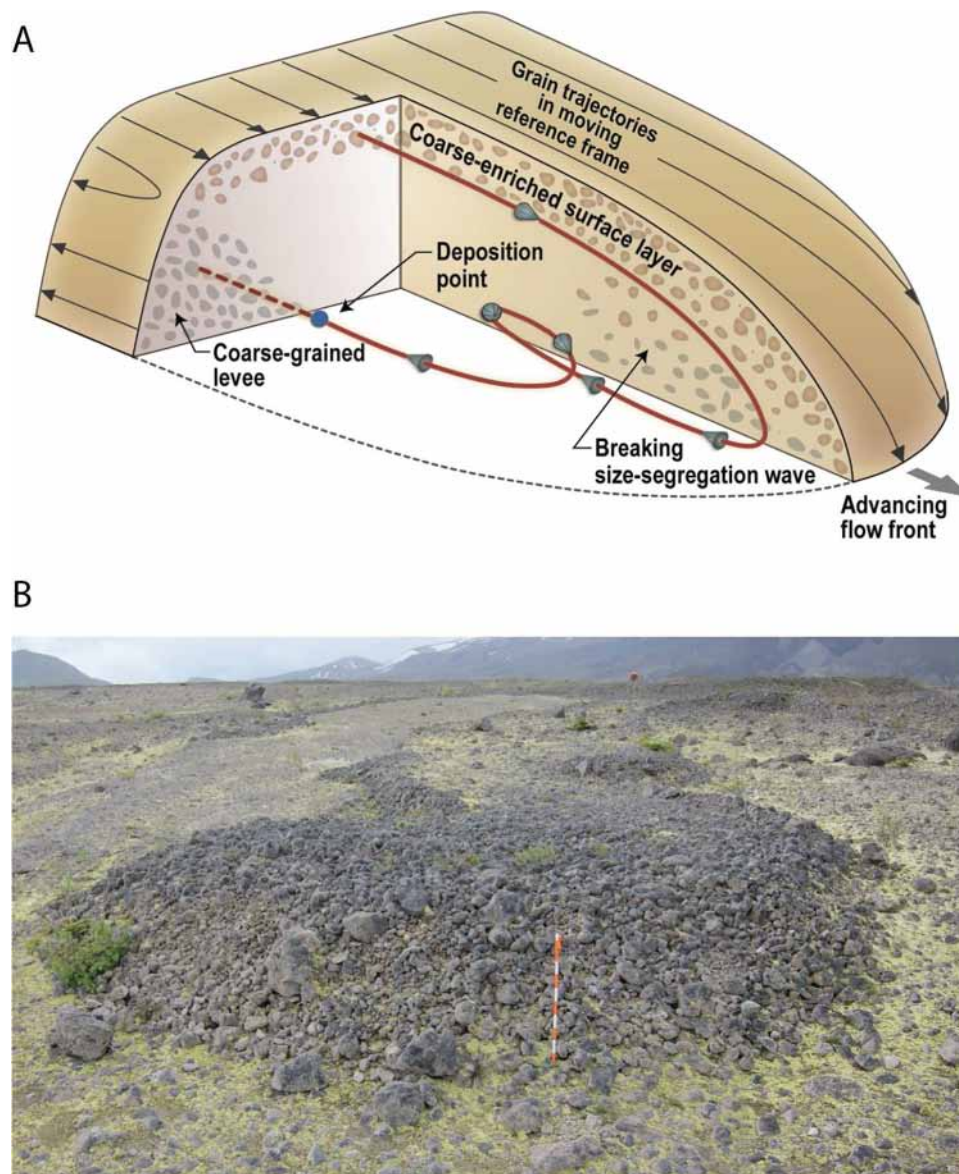 A
Grain trajectories
in moving
reference frame
Coarse-enriched surface layer
Deposition
point
Coarse-grained
levee
Breaking
size-segregation wave
Advancing
flow front
B